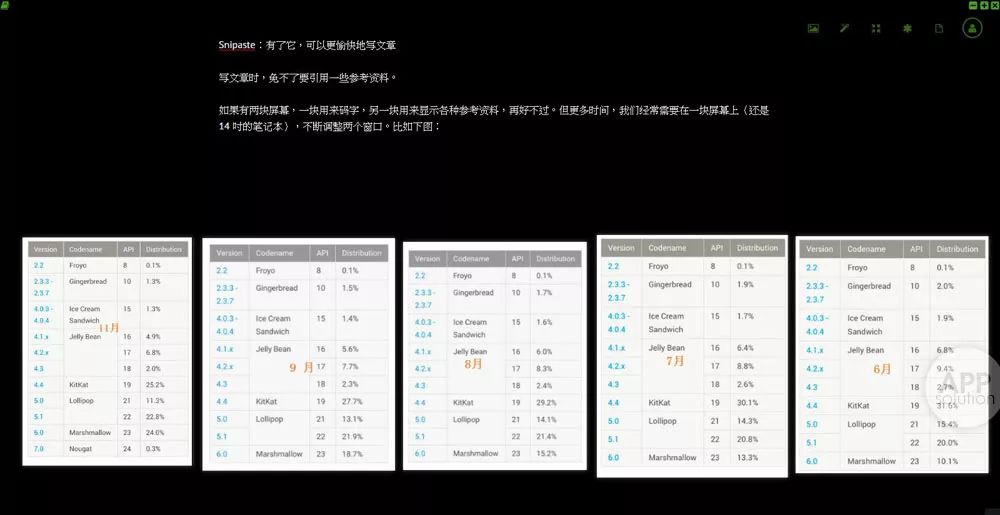 Snipaste：有了它，可以更愉快地写文章
写文章时，免不了要引用一些参考资料。
如果有两块屏幕，一块用来码字，另一块用来显示各种参考资料，再好不过。但更多时间，我们经常需要在一块屏幕上（还是
14 吋的笔记本），不断调整两个窗口。比如下图：
Version Codename API Distribution
2.2 Froyo 8 0.1%
2.3.3 - Gingerbread 10 1.3%
2.3.7
4.0.3 - Ice Cream 15 1.3%
4.0.4 Sandwich
11月
4.1.x Jelly Bean 16 4.9%
4.2.x 17 6.8%
4.3 18 2.0%
4.4 KitKat 19 25.2%
5.0 Lollipop 21 11.3%
5.1 22 22.8%
6.0 Marshmallow 23 24.0%
7.0 Nougat 24 0.3%
Version Codename API Distribution
2.2 Froyo 8 0.1%
2.3.3 - Gingerbread 10 1.5%
2.3.7
4.0.3 - Ice Cream 15 1.4%
4.0.4 Sandwich
4.1.x Jelly Bean 16 5.6%
4.2.x 9 月 17 7.7%
4.3 18 2.3%
4.4 KitKat 19 27.7%
5.0 Lollipop 21 13.1%
5.1 22 21.9%
6.0 Marshmallow 23 18.7%
Version Codename API Distribution
2.2 Froyo 8 0.1%
2.3.3 - Gingerbread 10 1.7%
2.3.7
4.0.3 - Ice Cream 15 1.6%
4.0.4 Sandwich
4.1.x Jelly Bean 16 6.0%
4.2.x 8月 17 8.3%
4.3 18 2.4%
4.4 KitKat 19 29.2%
5.0 Lollipop 21 14.1%
5.1 22 21.4%
6.0 Marshmallow 23 15.2%
Version Codename API Distribution
2.2 Froyo 8 0.1%
2.3.3 - Gingerbread 10 1.9%
2.3.7
4.0.3 - Ice Cream 15 1.7%
4.0.4 Sandwich
4.1.x Jelly Bean 16 6.4%
4.2.x 7月 17 8.8%
4.3 18 2.6%
4.4 KitKat 19 30.1%
5.0 Lollipop 21 14.3%
5.1 22 20.8%
6.0 Marshmallow 23 13.3%
Version Codename API Distribution
2.2 Froyo 8 0.1%
2.3.3 - Gingerbread 10 2.0%
2.3.7
4.0.3 - Ice Cream 15 1.9%
4.0.4 Sandwich
4.1.x Jelly Bean 16 6.8%
4.2.x 6月 17 9.4%
4.3 18 2.7%
4.4 KitKat 19 31.6%
5.0 Lollipop 21 15.4%
5.1 22 20.0%
6.0 Marshmallow 23 10.1%
APP
solution